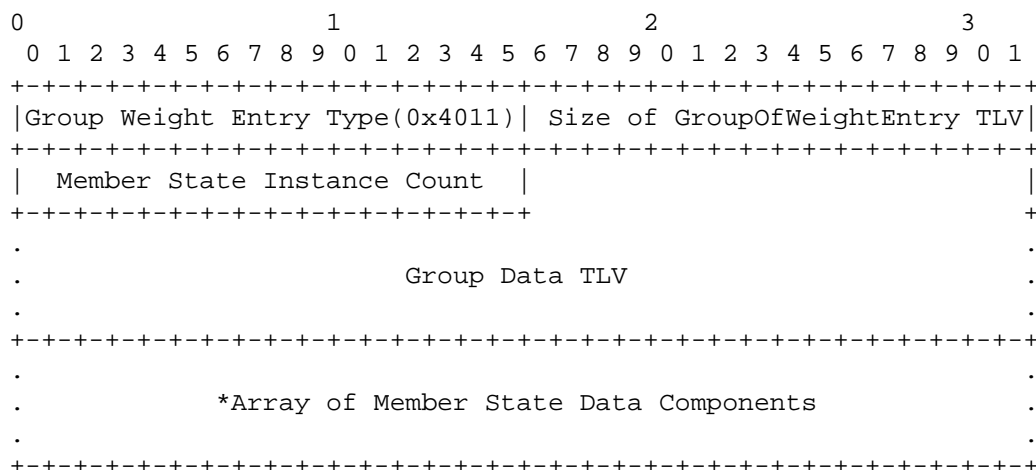 0                   1                   2                   3
 0 1 2 3 4 5 6 7 8 9 0 1 2 3 4 5 6 7 8 9 0 1 2 3 4 5 6 7 8 9 0 1
+-+-+-+-+-+-+-+-+-+-+-+-+-+-+-+-+-+-+-+-+-+-+-+-+-+-+-+-+-+-+-+-+
|Group Weight Entry Type(0x4011)| Size of GroupOfWeightEntry TLV|
+-+-+-+-+-+-+-+-+-+-+-+-+-+-+-+-+-+-+-+-+-+-+-+-+-+-+-+-+-+-+-+-+
|  Member State Instance Count  |                               |
+-+-+-+-+-+-+-+-+-+-+-+-+-+-+-+-+                               +
.                                                               .
.                        Group Data TLV                         .
.                                                               .
+-+-+-+-+-+-+-+-+-+-+-+-+-+-+-+-+-+-+-+-+-+-+-+-+-+-+-+-+-+-+-+-+
.                                                               .
.            *Array of Member State Data Components             .
.                                                               .
+-+-+-+-+-+-+-+-+-+-+-+-+-+-+-+-+-+-+-+-+-+-+-+-+-+-+-+-+-+-+-+-+